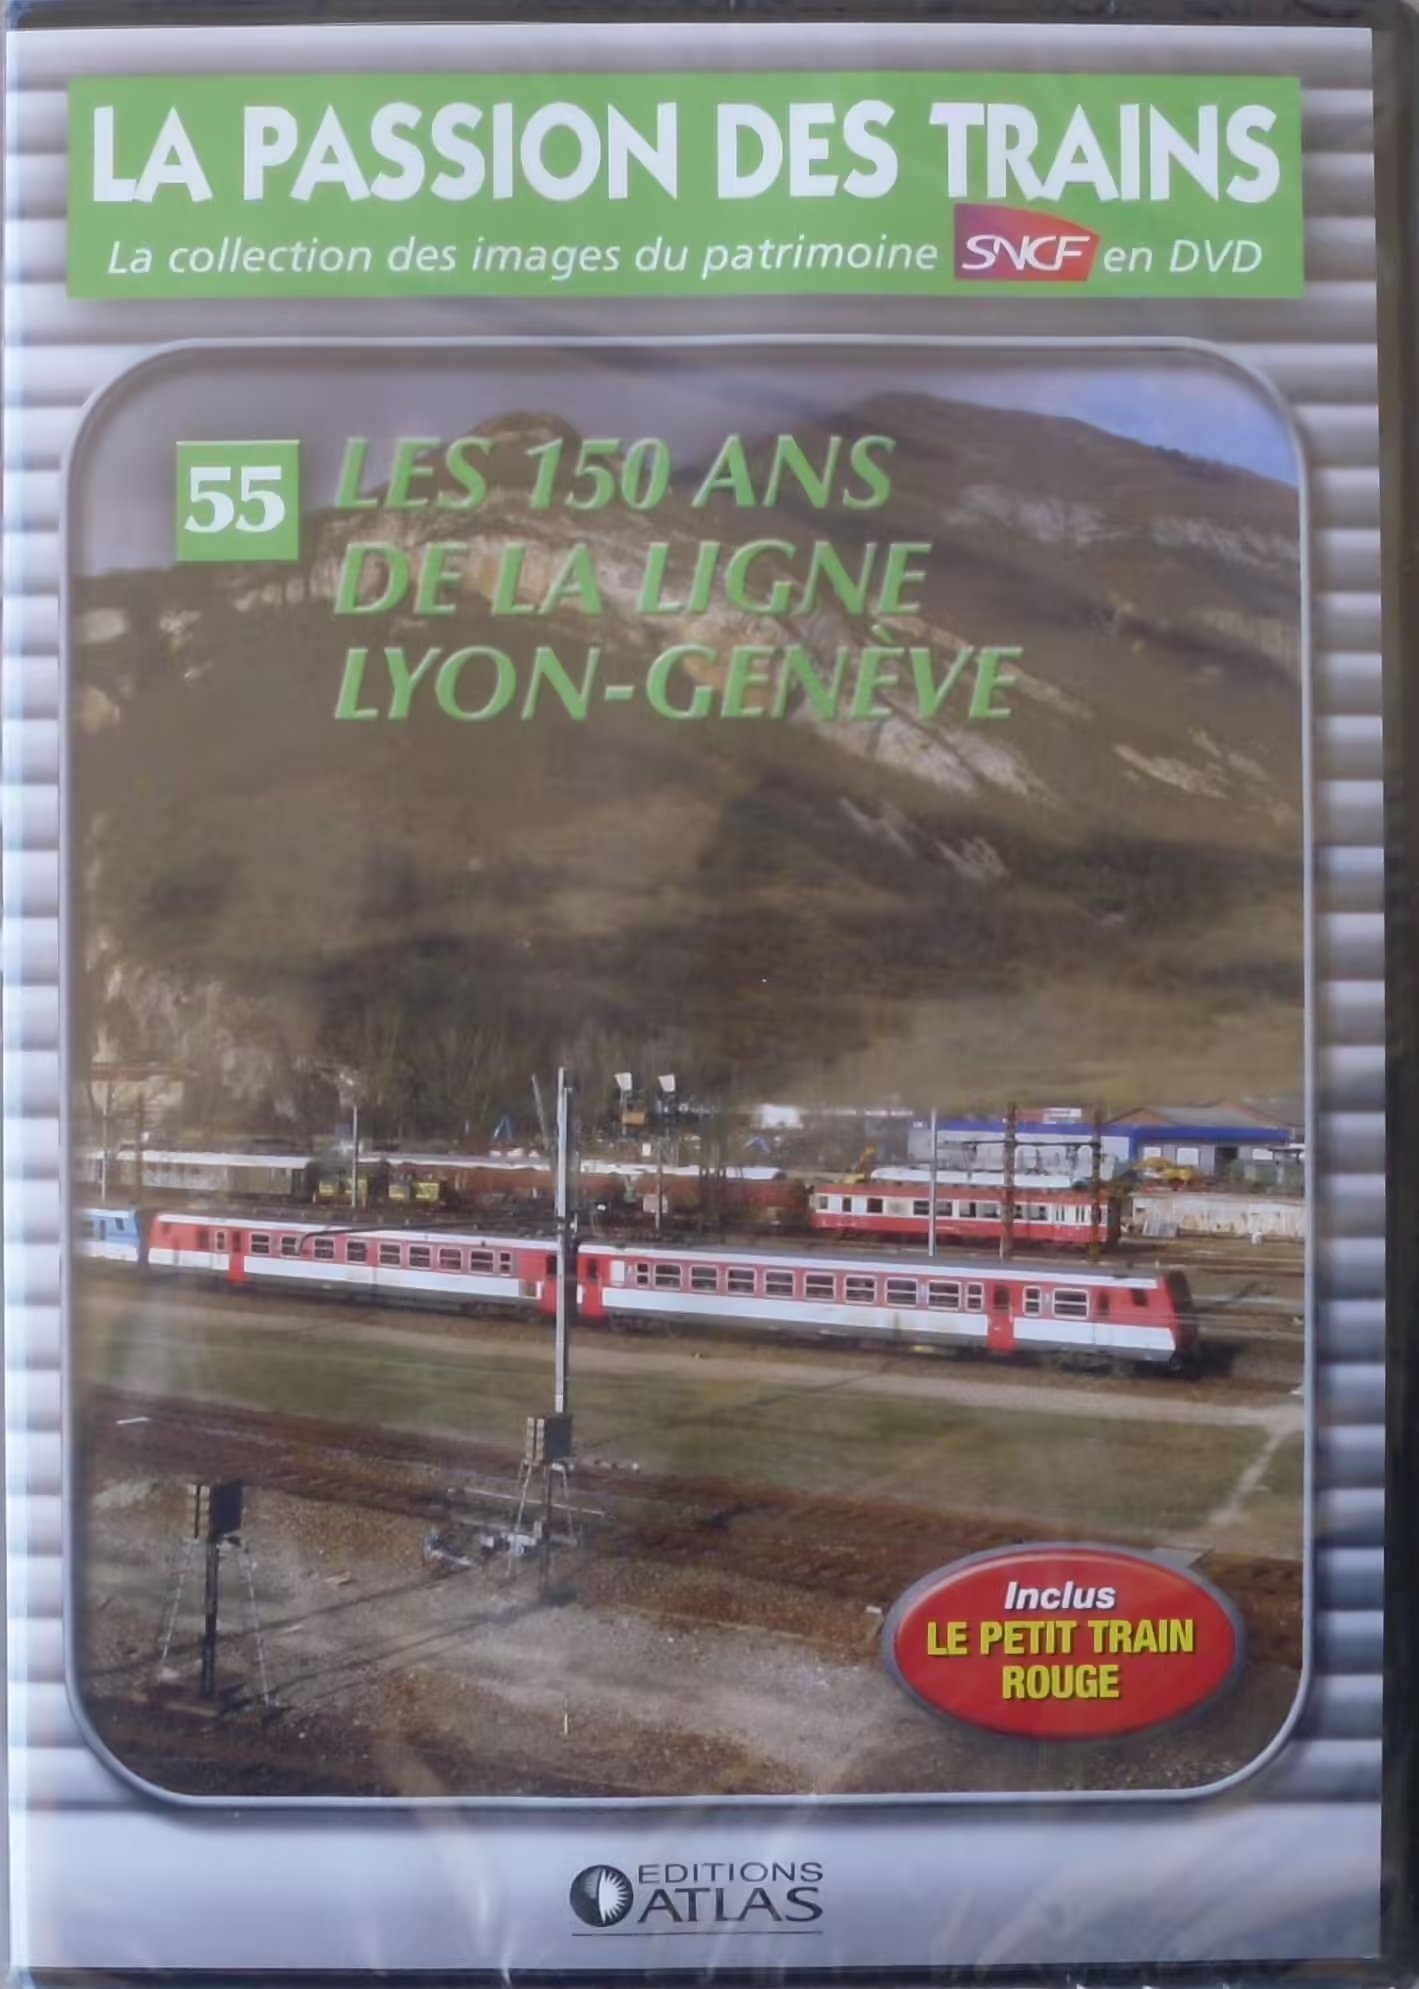 LA PASSION DES TRAINS
La collection des images du patrimoine SNCF en DVD
55
LES 150 ANS
DE LA LIGNE
LYON-GENÈVE
Inclus
LE PETIT TRAIN
ROUGE
EDITIONS
ATLAS